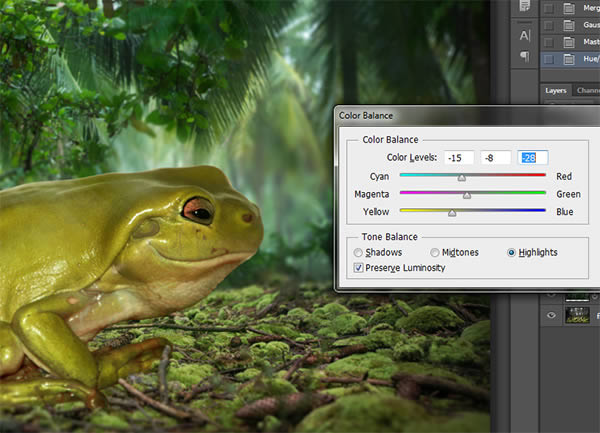 Merg
Gaus
Mast
Hue/
A|
Layers Channe
Color Balance
Color Balance
Color Levels: -15 -8 -28
Cyan Red
Magenta Green
Yellow Blue
Tone Balance
Shadows Midtones Highlights
Preserve Luminosity
f